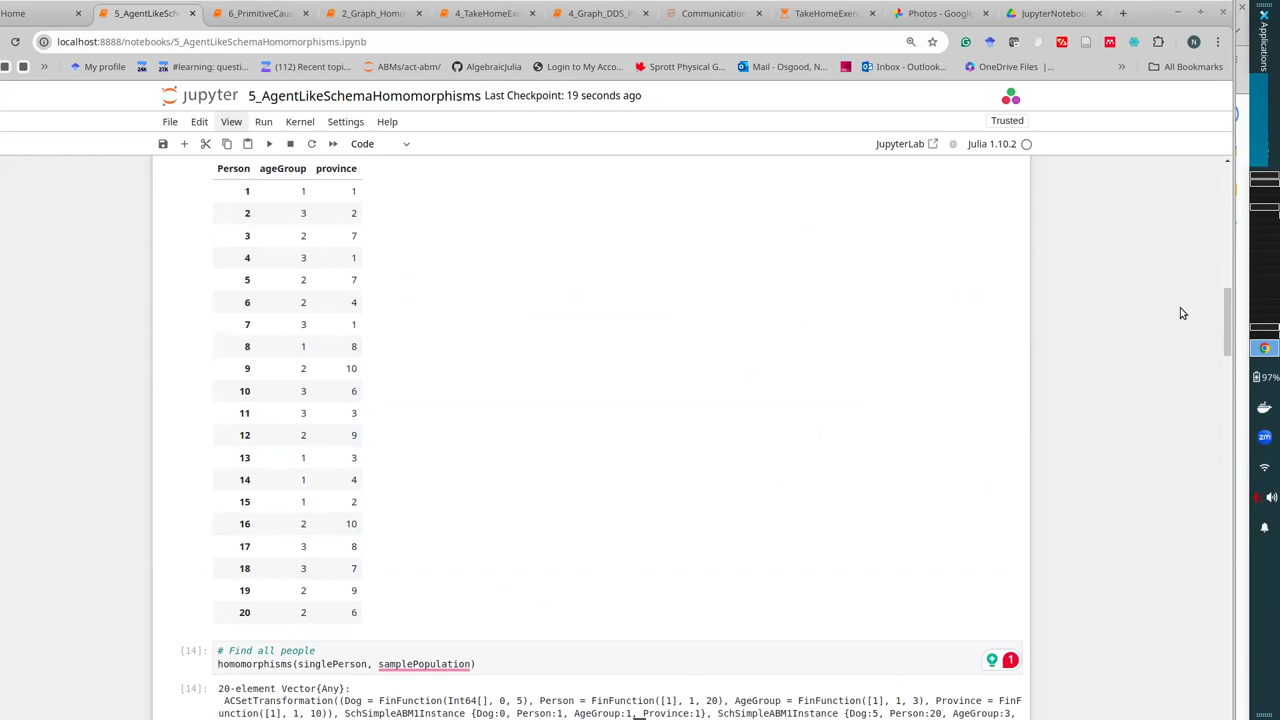 Home
5_AgentLikeSche
6_PrimitiveCaus
2_Graph_Homo
4_TakeHomeEx
4_Graph_DDS_
Communication
TakeHomeExerc
Photos - Google
JupyterNotebo
localhost:8888/notebooks/5_AgentLikeSchemaHomomorphisms.ipynb
My profile
#learning: questi...
(112) Recent topi...
ABMs/act-abm/
AlgebraicJulia
Logon to My Acco...
Sprott Physical G...
Mail - Osgood, N...
Inbox - Outlook...
OneDrive Files |...
All Bookmarks
Applications
jupyter 5_AgentLikeSchemaHomomorphisms Last Checkpoint: 19 seconds ago
File Edit View Run Kernel Settings Help
Trusted
Code
JupyterLab
Julia 1.10.2
Person ageGroup province
1 1 1
2 3 2
3 2 7
4 3 1
5 2 7
6 2 4
7 3 1
8 1 8
9 2 10
10 3 6
11 3 3
12 2 9
13 1 3
14 1 4
15 1 2
16 2 10
17 3 8
18 3 7
19 2 9
20 2 6
97%
zm
[14]: # Find all people
homomorphisms(singlePerson, samplePopulation)
1
[14]: 20-element Vector{Any}:
ACSetTransformation((Dog = FinFunction(Int64[], 0, 5), Person = FinFunction([1], 1, 20), AgeGroup = FinFunction([1], 1, 3), Province = FinF
unction([1], 1, 10)), SchSimpleABM1Instance {Dog:0, Person:1, AgeGroup:1, Province:1}, SchSimpleABM1Instance {Dog:5, Person:20, AgeGroup:3,